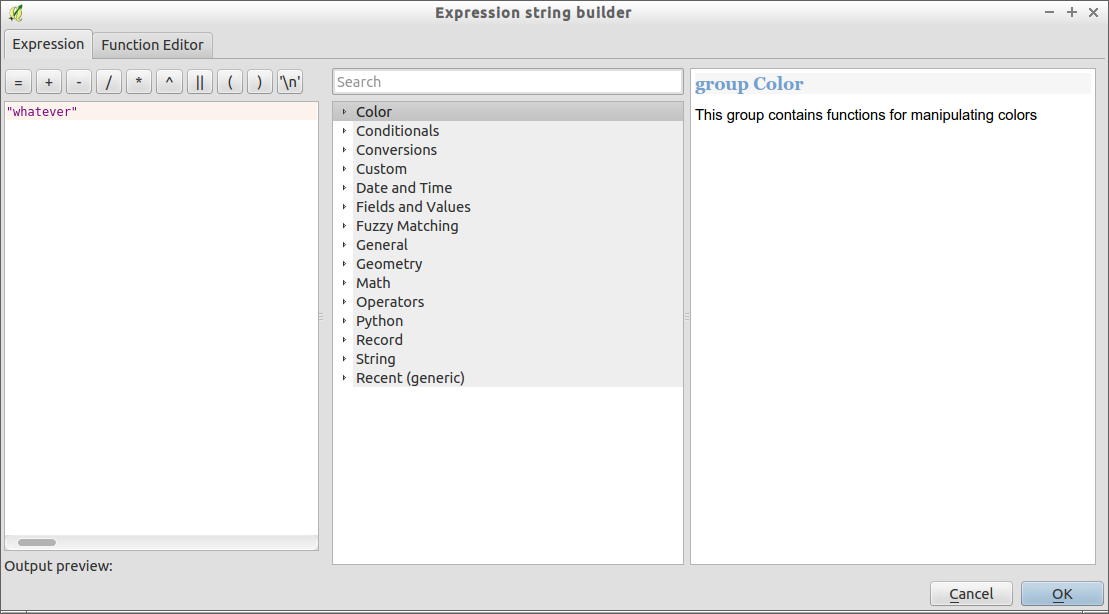 Expression string builder
Expression
Function Editor
= + - / * ^ || ( ) '\n'
"whatever"
Output preview:
Search
Color
Conditionals
Conversions
Custom
Date and Time
Fields and Values
Fuzzy Matching
General
Geometry
Math
Operators
Python
Record
String
Recent (generic)
group Color
This group contains functions for manipulating colors
Cancel
OK